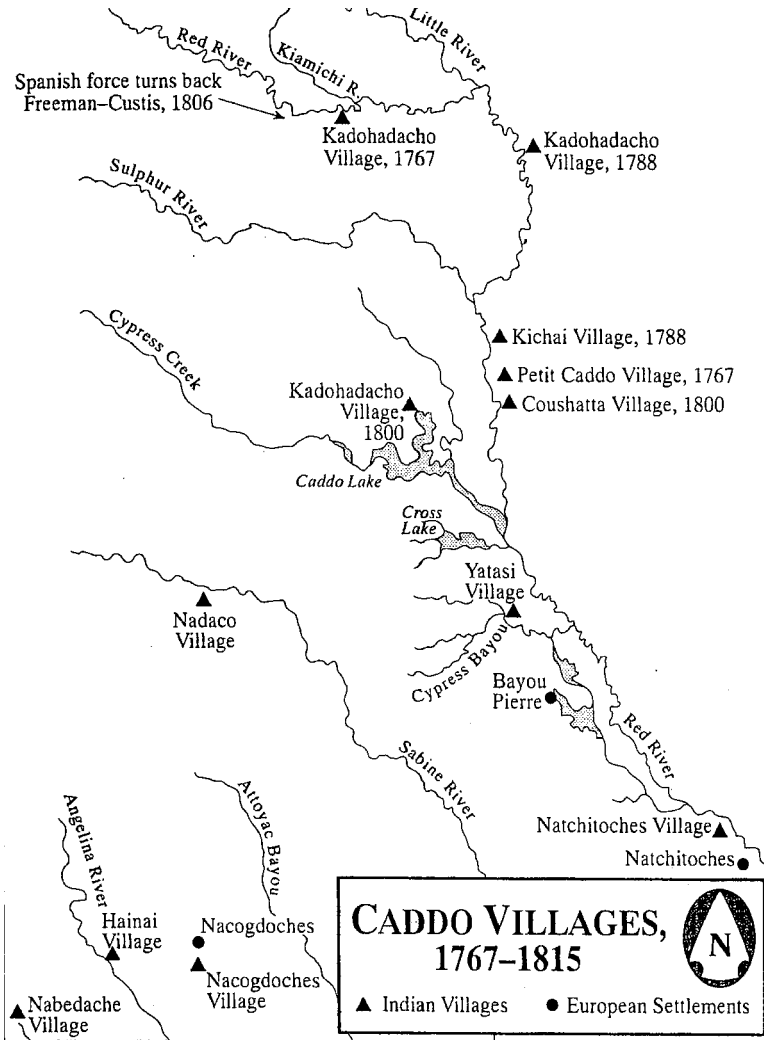 Little River
Red River
Kiamichi R.
Spanish force turns back
Freeman–Custis, 1806
Kadohadacho
Village, 1767
Kadohadacho
Village, 1788
Sulphur River
Cypress Creek
Kichai Village, 1788
Petit Caddo Village, 1767
Coushatta Village, 1800
Kadohadacho
Village,
1800
Caddo Lake
Cross
Lake
Yatasi
Village
Nadaco
Village
Cypress Bayou
Bayou
Pierre
Red River
Sabine River
Attoyac Bayou
Angelina River
Natchitoches Village
Natchitoches
Hainai
Village
Nacogdoches
Nacogdoches
Village
Nabedache
Village
CADDO VILLAGES,
1767–1815
N
Indian Villages
European Settlements